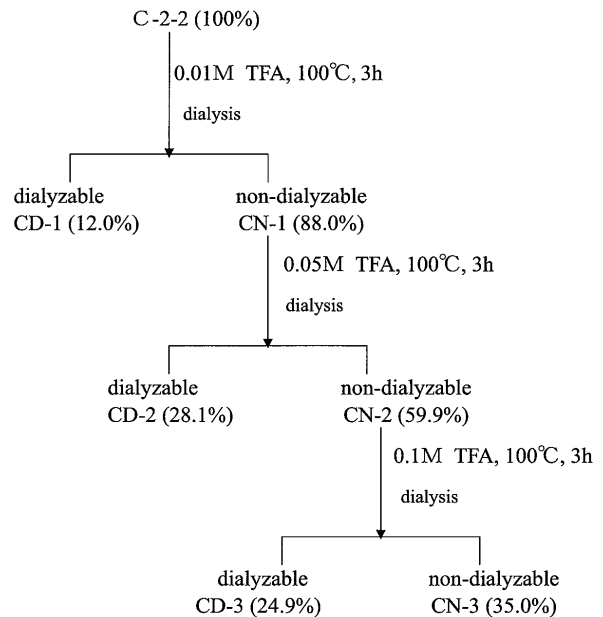 C-2-2 (100%)
0.01M TFA, 100℃, 3h
dialysis
dialyzable
CD-1 (12.0%)
non-dialyzable
CN-1 (88.0%)
0.05M TFA, 100℃, 3h
dialysis
dialyzable
CD-2 (28.1%)
non-dialyzable
CN-2 (59.9%)
0.1M TFA, 100℃, 3h
dialysis
dialyzable
CD-3 (24.9%)
non-dialyzable
CN-3 (35.0%)